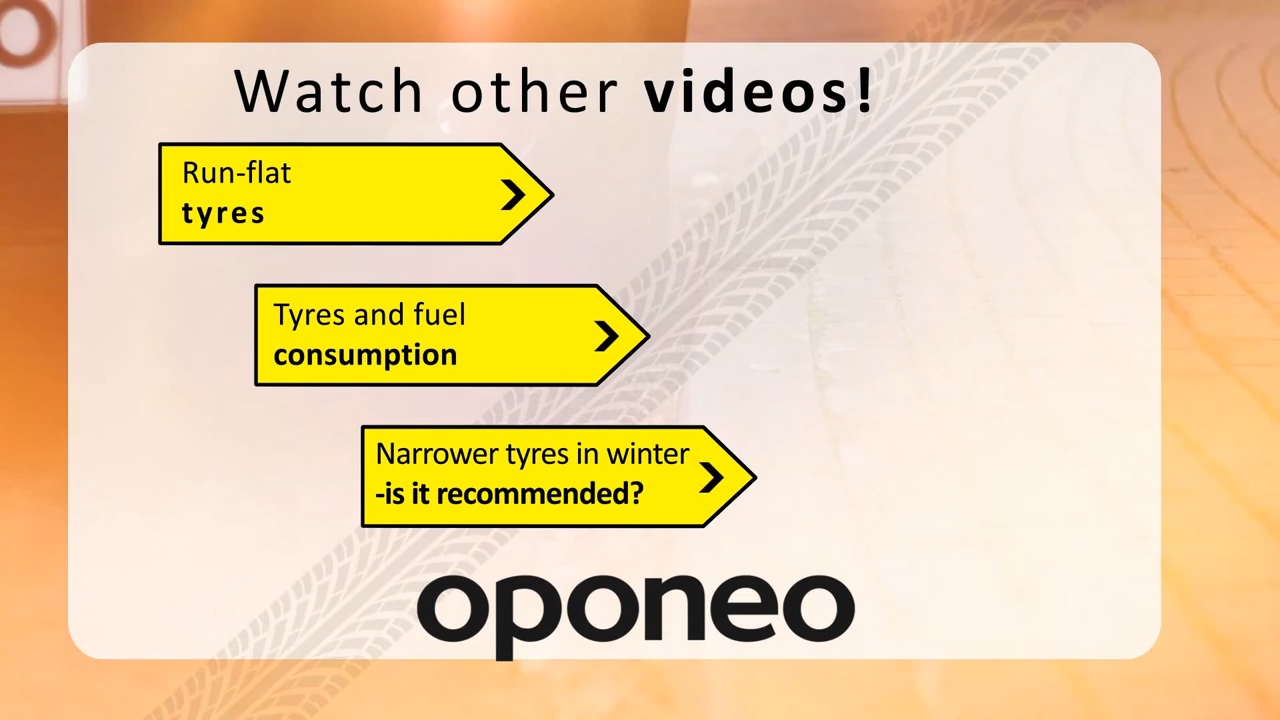 Watch other videos!
Run-flat
tyres
Tyres and fuel
consumption
Narrower tyres in winter
-is it recommended?
oponeo